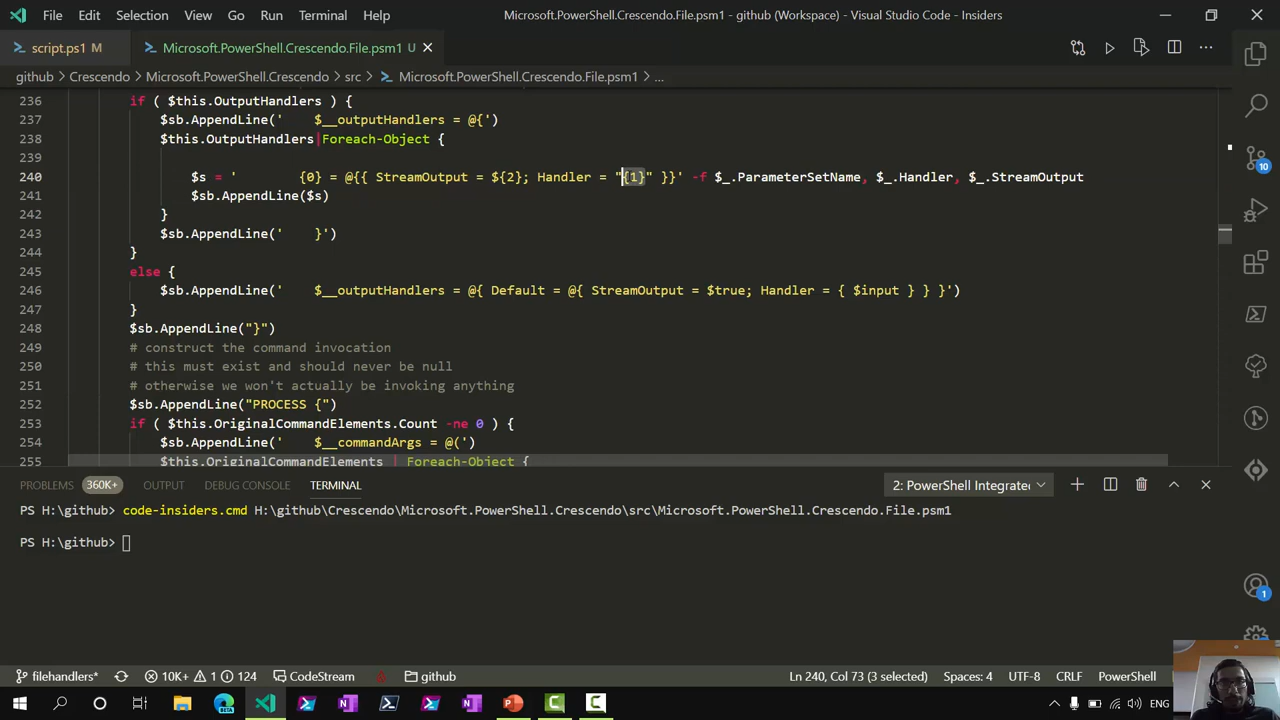 File Edit Selection View Go Run Terminal Help Microsoft.PowerShell.Crescendo.File.psm1 - github (Workspace) - Visual Studio Code - Insiders
script.ps1 M Microsoft.PowerShell.Crescendo.File.psm1 U
github > Crescendo > Microsoft.PowerShell.Crescendo > src > Microsoft.PowerShell.Crescendo.File.psm1 > ...
236 if ( $this.OutputHandlers ) {
237 $sb.AppendLine('    $__outputHandlers = @{')
238 $this.OutputHandlers|Foreach-Object {
239
240 $s = '        {0} = @{{ StreamOutput = ${2}; Handler = "{1}" }}' -f $_.ParameterSetName, $_.Handler, $_.StreamOutput
241 $sb.AppendLine($s)
242 }
243 $sb.AppendLine('    }')
244 }
245 else {
246 $sb.AppendLine('    $__outputHandlers = @{ Default = @{ StreamOutput = $true; Handler = { $input } } }')
247 }
248 $sb.AppendLine("}")
249 # construct the command invocation
250 # this must exist and should never be null
251 # otherwise we won't actually be invoking anything
252 $sb.AppendLine("PROCESS {")
253 if ( $this.OriginalCommandElements.Count -ne 0 ) {
254 $sb.AppendLine('    $__commandArgs = @(')
255 $this.OriginalCommandElements | Foreach-Object {
PROBLEMS 360K+ OUTPUT DEBUG CONSOLE TERMINAL 2: PowerShell Integrated
PS H:\github> code-insiders.cmd H:\github\Crescendo\Microsoft.PowerShell.Crescendo\src\Microsoft.PowerShell.Crescendo.File.psm1
PS H:\github>
10
1
filehandlers* 10K+ 1 124 CodeStream github Ln 240, Col 73 (3 selected) Spaces: 4 UTF-8 CRLF PowerShell
BETA ENG